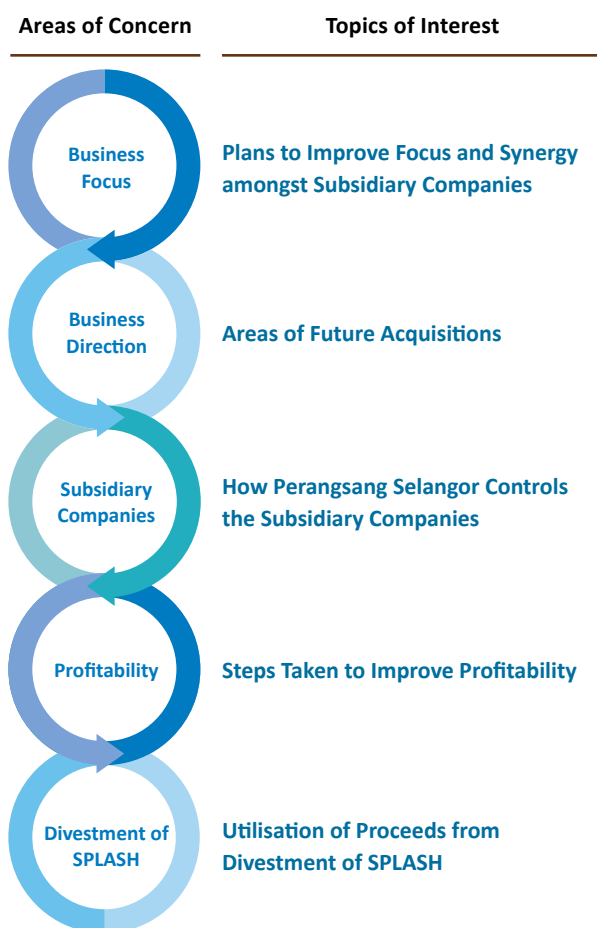 Areas of Concern
Topics of Interest
Business
Focus
Plans to Improve Focus and Synergy
amongst Subsidiary Companies
Business
Direction
Areas of Future Acquisitions
Subsidiary
Companies
How Perangsang Selangor Controls
the Subsidiary Companies
Profitability
Steps Taken to Improve Profitability
Divestment of
SPLASH
Utilisation of Proceeds from
Divestment of SPLASH